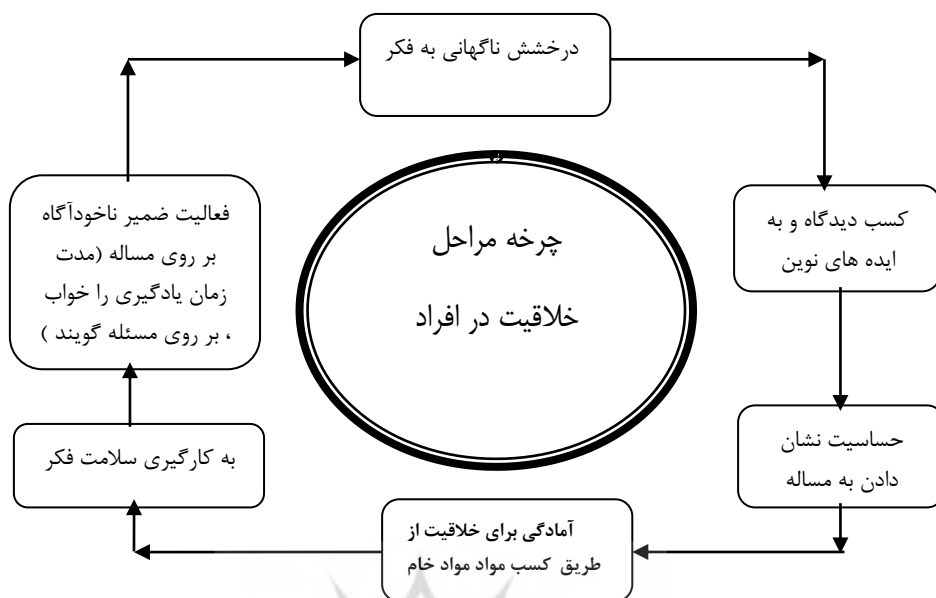 درخشش ناگهانی به فکر
کسب دیدگاه و به
ایده های نوین
حساسیت نشان
دادن به مساله
آمادگی برای خلاقیت از
طریق کسب مواد مواد خام
به کارگیری سلامت فکر
فعالیت ضمیر ناخودآگاه
بر روی مساله (مدت
زمان یادگیری را خواب
، بر روی مسئله گویند )
چرخه مراحل
خلاقیت در افراد